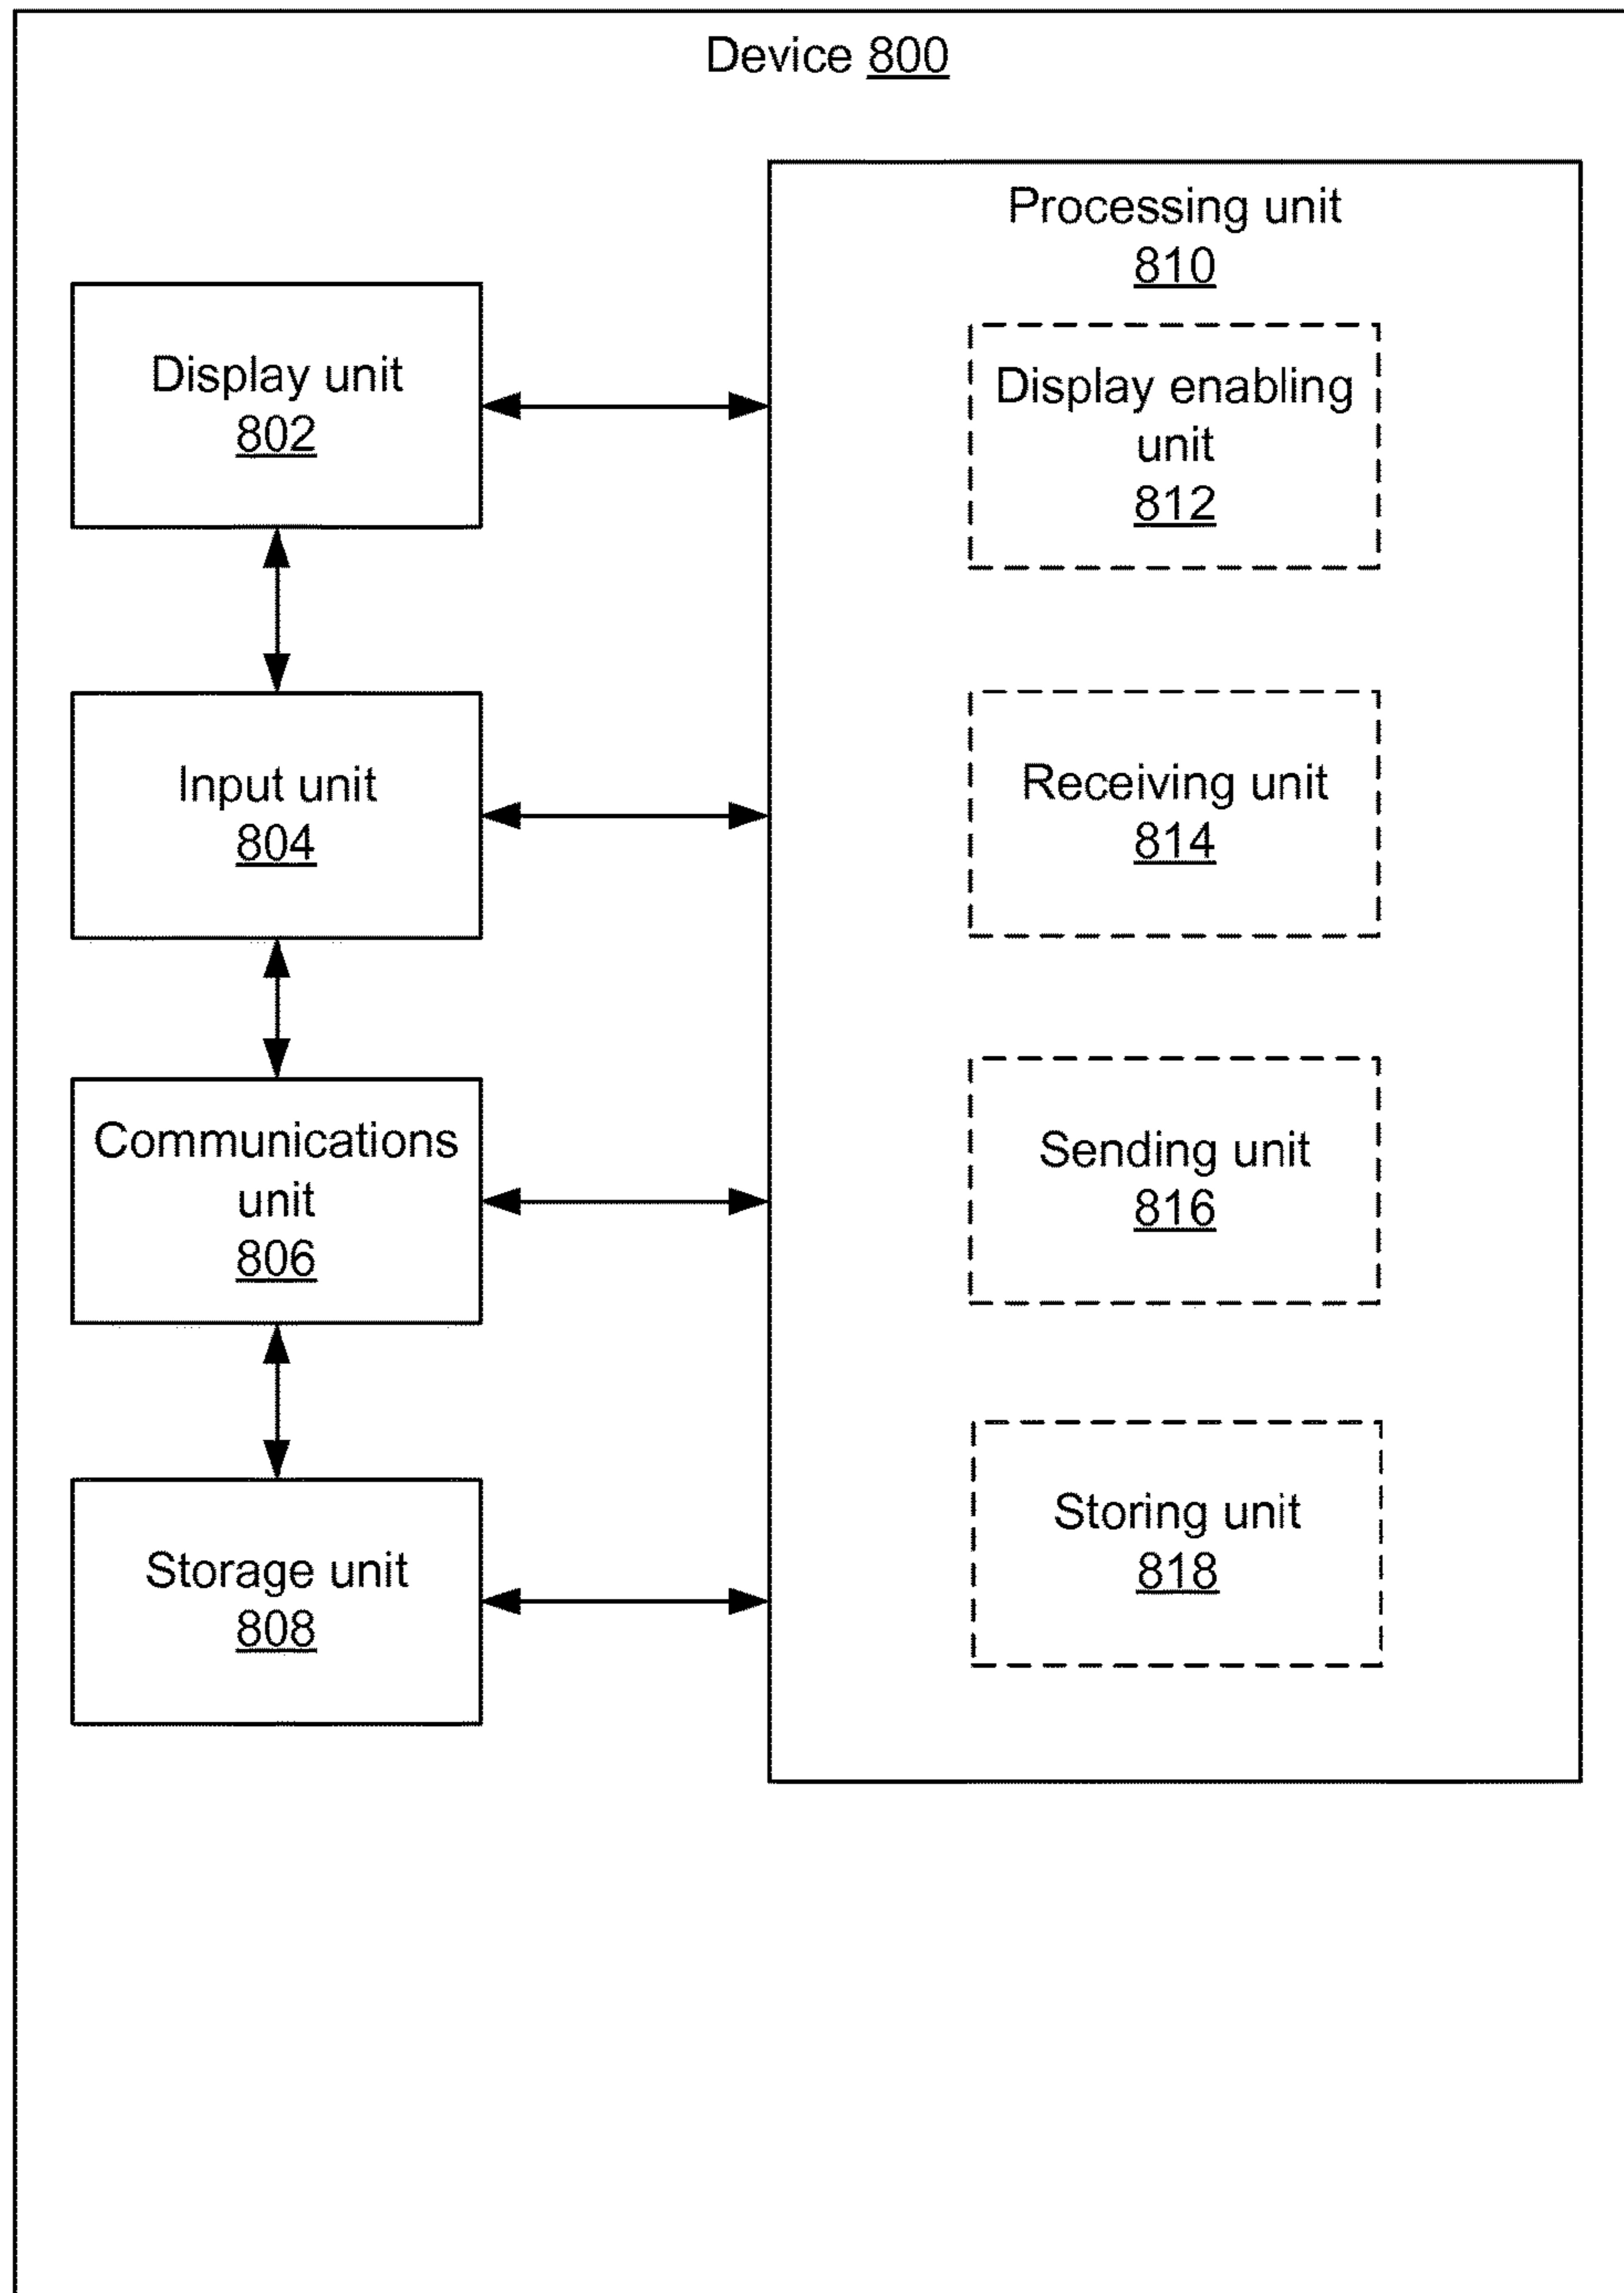 Device 800
Processing unit
810
Display unit
802
Display enabling
unit
812
Input unit
804
Receiving unit
814
Communications
unit
806
Sending unit
816
Storage unit
808
Storing unit
818